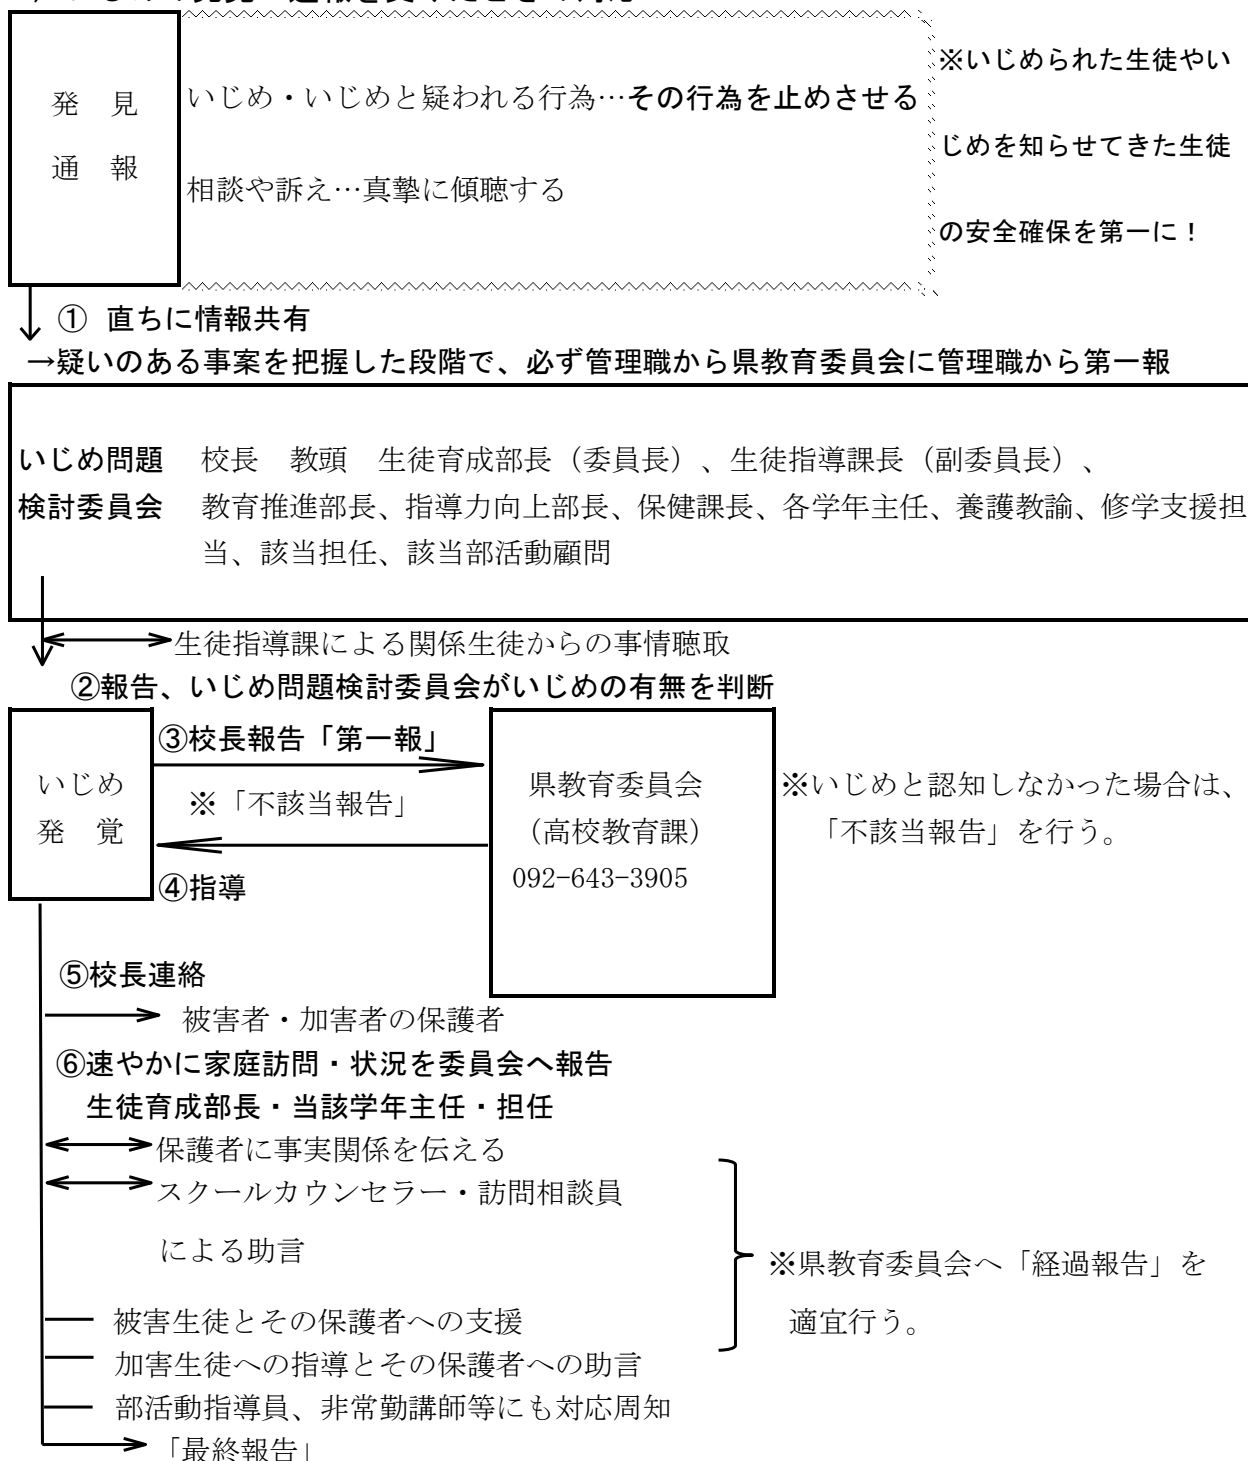 発　見
通　報
いじめ・いじめと疑われる行為…その行為を止めさせる
相談や訴え…真摯に傾聴する
※いじめられた生徒やい
じめを知らせてきた生徒
の安全確保を第一に！
①　直ちに情報共有
→疑いのある事案を把握した段階で、必ず管理職から県教育委員会に管理職から第一報
いじめ問題　校長　教頭　生徒育成部長（委員長）、生徒指導課長（副委員長）、
検討委員会　教育推進部長、指導力向上部長、保健課長、各学年主任、養護教諭、修学支援担
当、該当担任、該当部活動顧問
生徒指導課による関係生徒からの事情聴取
②報告、いじめ問題検討委員会がいじめの有無を判断
いじめ
発　覚
③校長報告「第一報」
※「不該当報告」
④指導
県教育委員会
（高校教育課）
092-643-3905
※いじめと認知しなかった場合は、
「不該当報告」を行う。
⑤校長連絡
被害者・加害者の保護者
⑥速やかに家庭訪問・状況を委員会へ報告
生徒育成部長・当該学年主任・担任
保護者に事実関係を伝える
スクールカウンセラー・訪問相談員
による助言
※県教育委員会へ「経過報告」を
適宜行う。
被害生徒とその保護者への支援
加害生徒への指導とその保護者への助言
部活動指導員、非常勤講師等にも対応周知
「最終報告」